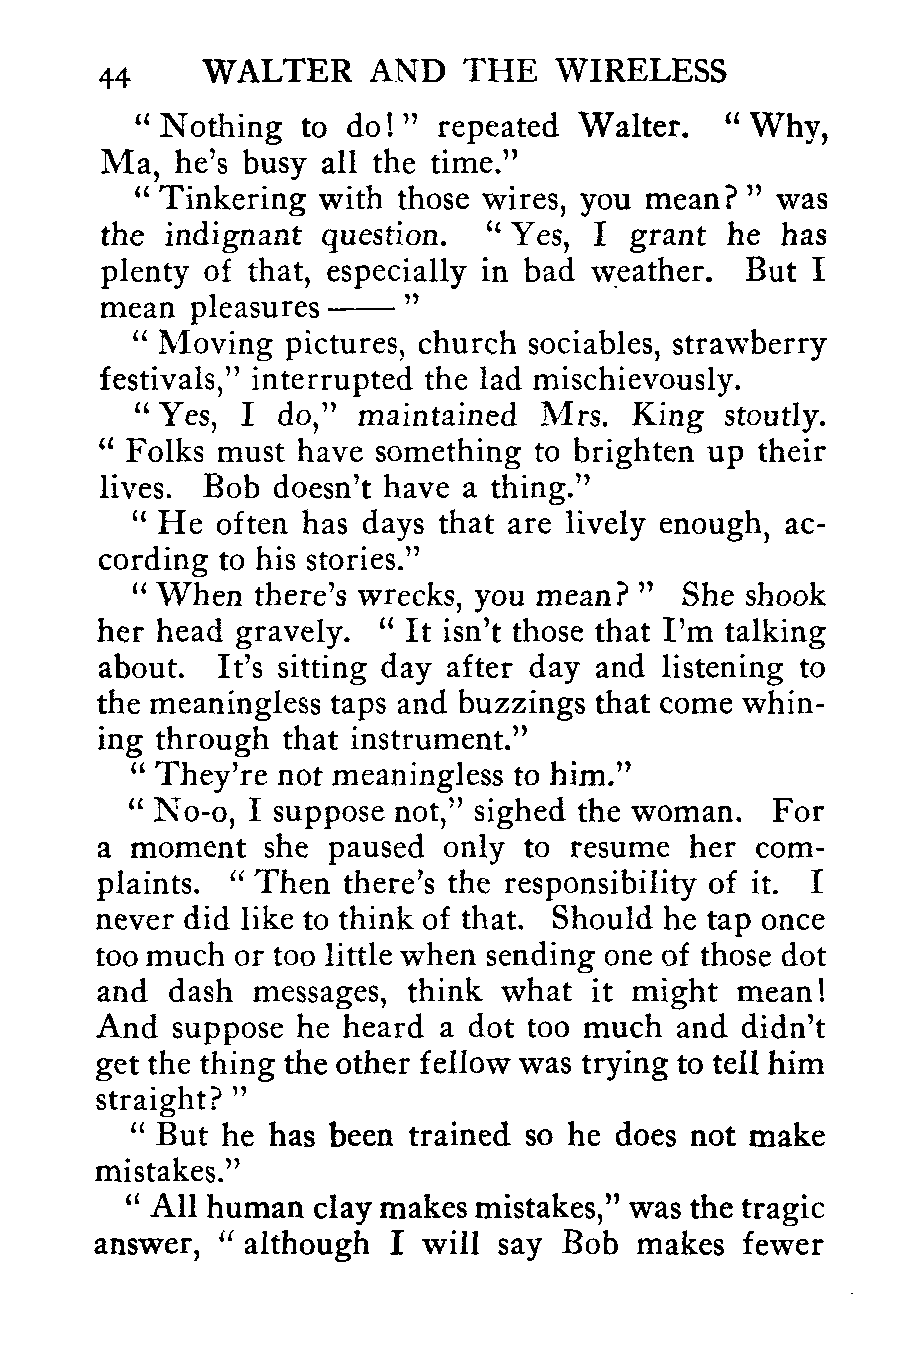 44 WALTER AND THE WIRELESS
“ Nothing to do! ” repeated Walter. “ Why,
Ma, he’s busy all the time.”
“ Tinkering with those wires, you mean? ” was
the indignant question. “ Yes, I grant he has
plenty of that, especially in bad weather. But I
mean pleasures —— ”
“ Moving pictures, church sociables, strawberry
festivals,” interrupted the lad mischievously.
“ Yes, I do,” maintained Mrs. King stoutly.
“ Folks must have something to brighten up their
lives. Bob doesn’t have a thing.”
“ He often has days that are lively enough, ac-
cording to his stories.”
“ When there’s wrecks, you mean? ” She shook
her head gravely. “ It isn’t those that I’m talking
about. It’s sitting day after day and listening to
the meaningless taps and buzzings that come whin-
ing through that instrument.”
“ They’re not meaningless to him.”
“ No-o, I suppose not,” sighed the woman. For
a moment she paused only to resume her com-
plaints. “ Then there’s the responsibility of it. I
never did like to think of that. Should he tap once
too much or too little when sending one of those dot
and dash messages, think what it might mean!
And suppose he heard a dot too much and didn’t
get the thing the other fellow was trying to tell him
straight? ”
“ But he has been trained so he does not make
mistakes.”
“ All human clay makes mistakes,” was the tragic
answer, “ although I will say Bob makes fewer